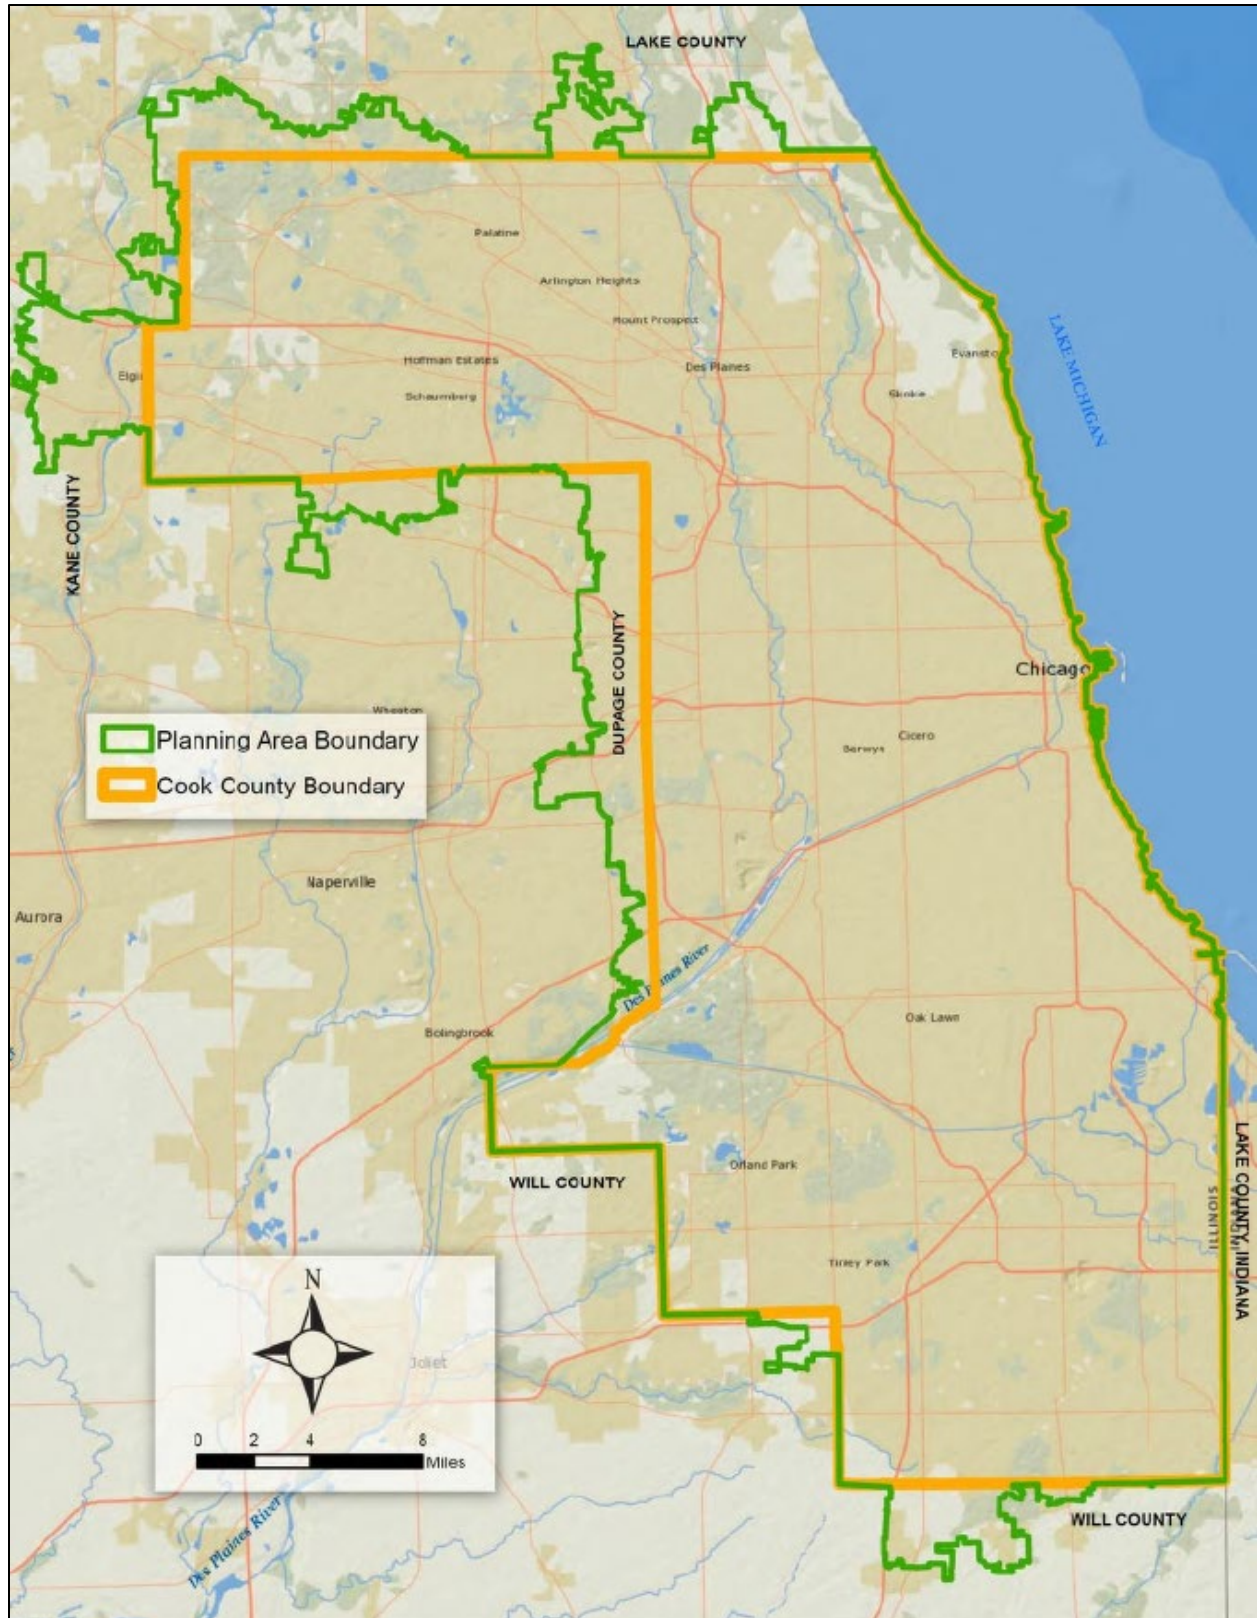 LAKE COUNTY
Palatine
Arlington Heights
Mount Prospect
LAKE MICHIGAN
Evansto
Hoffman Estates
Des Plaines
Elgi
Schaumburg
Skokie
KANE COUNTY
DUPAGE COUNTY
Chicago
Wheaton
Planning Area Boundary
Cicero
Berwyn
Cook County Boundary
Naperville
Aurora
Des Plaines River
Oak Lawn
Bolingbrook
Orland Park
WILL COUNTY
LAKE COUNTY, INDIANA
ILLINOIS
INDIANA
Tinley Park
N
Joliet
0 2 4 8
Miles
Des Plaines River
WILL COUNTY